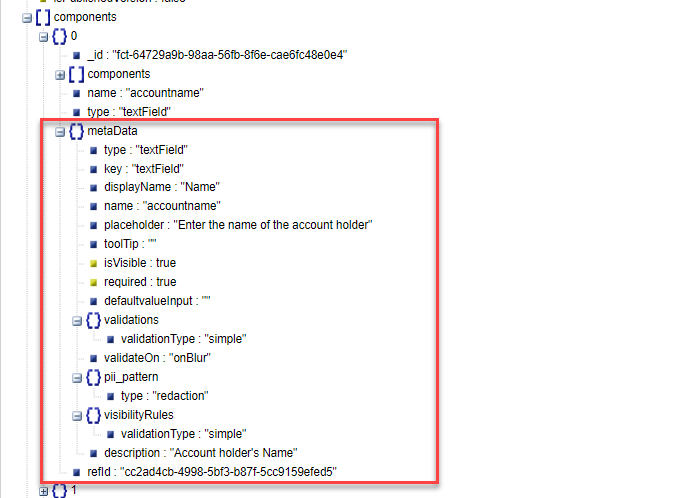 isPublishedVersion : false
components
0
_id : "fct-64729a9b-98aa-56fb-8f6e-cae6fc48e0e4"
components
name : "accountname"
type : "textField"
metaData
type : "textField"
key : "textField"
displayName : "Name"
name : "accountname"
placeholder : "Enter the name of the account holder"
toolTip : ""
isVisible : true
required : true
defaultvalueInput : ""
validations
validationType : "simple"
validateOn : "onBlur"
pii_pattern
type : "redaction"
visibilityRules
validationType : "simple"
description : "Account holder's Name"
refId : "cc2ad4cb-4998-5bf3-b87f-5cc9159efed5"
1